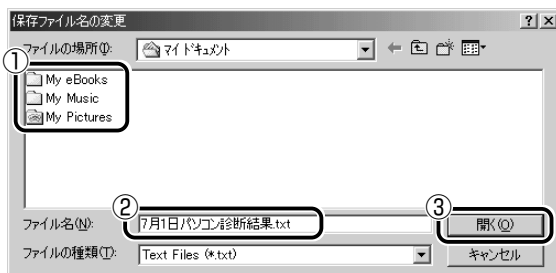 保存ファイル名の変更 ? ×
ファイルの場所(I): マイ ドキュメント
①
My eBooks
My Music
My Pictures
② ③
ファイル名(N): 7月1日パソコン診断結果.txt 開く(O)
ファイルの種類(T): Text Files (*.txt) キャンセル